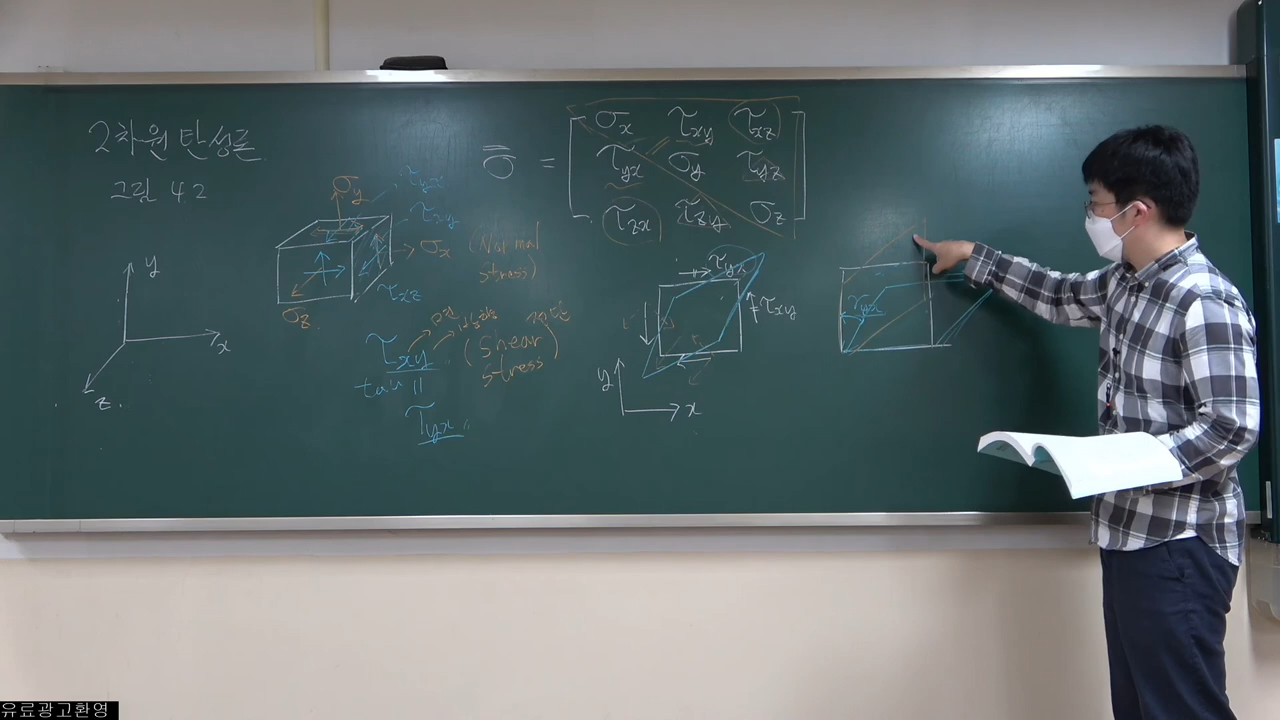 2차원 탄성론
그림 4.2
y
x
z
σy
τyx
τxy
σx (Normal
stress)
τxz
σz
τxy (Shear
stress)
tau
τyx
σ =
σx τxy τxz
τyx σy τyz
τzx τzy σz
τyx
τxy
y
x
γyx
유료광고환영